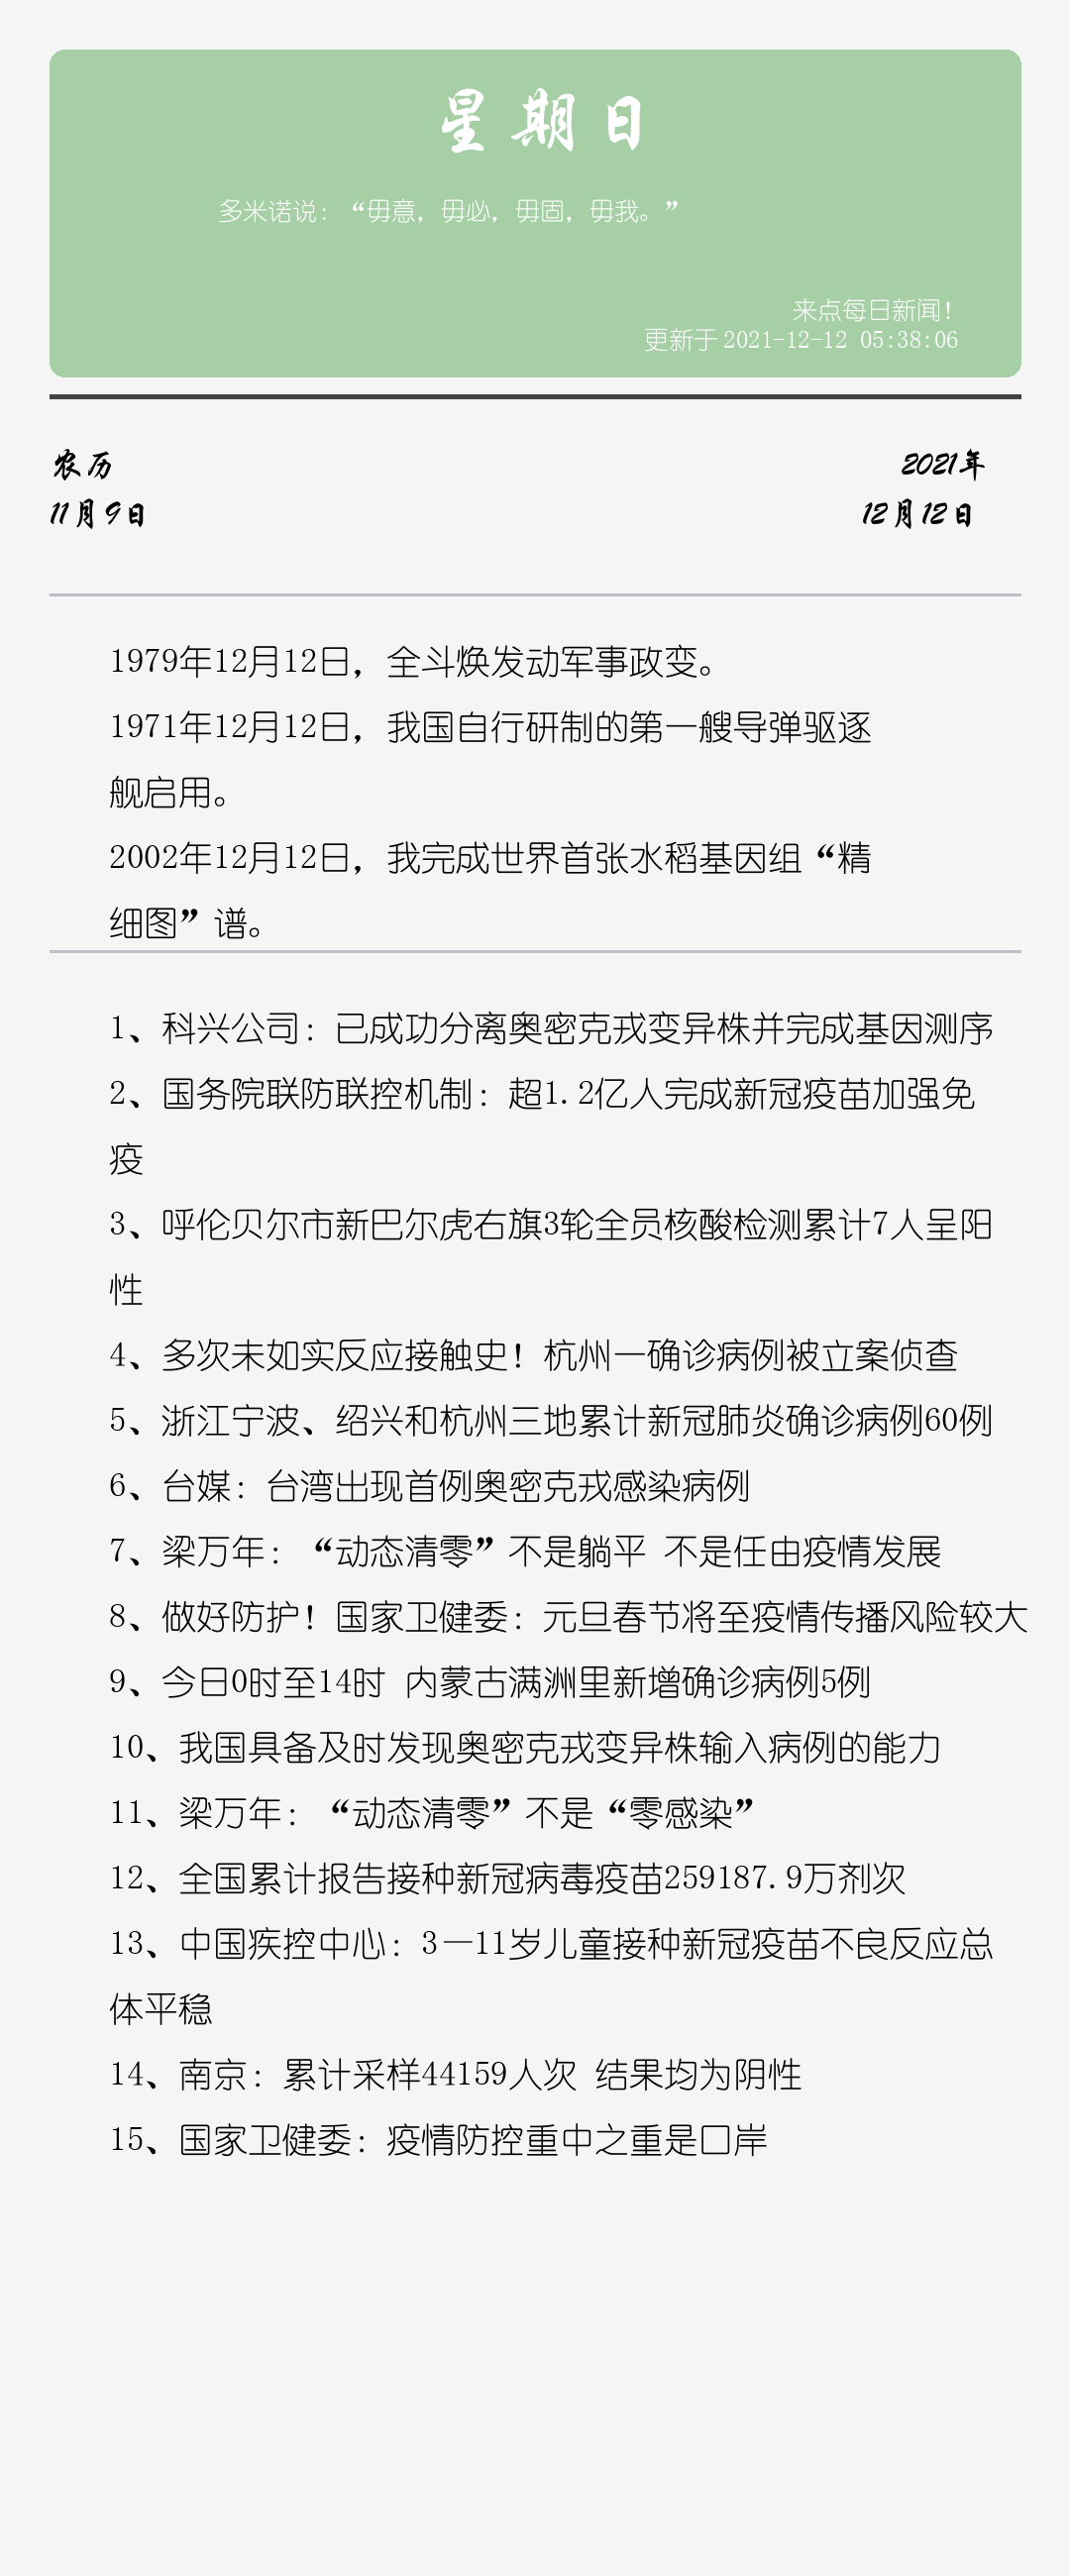 星期日
多米诺说：“毋意，毋必，毋固，毋我。”
来点每日新闻！
更新于 2021-12-12 05:38:06
农历
2021年
11月9日
12月12日
1979年12月12日，全斗焕发动军事政变。
1971年12月12日，我国自行研制的第一艘导弹驱逐
舰启用。
2002年12月12日，我完成世界首张水稻基因组“精
细图”谱。
1、科兴公司：已成功分离奥密克戎变异株并完成基因测序
2、国务院联防联控机制：超1.2亿人完成新冠疫苗加强免
疫
3、呼伦贝尔市新巴尔虎右旗3轮全员核酸检测累计7人呈阳
性
4、多次未如实反应接触史！杭州一确诊病例被立案侦查
5、浙江宁波、绍兴和杭州三地累计新冠肺炎确诊病例60例
6、台媒：台湾出现首例奥密克戎感染病例
7、梁万年：“动态清零”不是躺平 不是任由疫情发展
8、做好防护！国家卫健委：元旦春节将至疫情传播风险较大
9、今日0时至14时 内蒙古满洲里新增确诊病例5例
10、我国具备及时发现奥密克戎变异株输入病例的能力
11、梁万年：“动态清零”不是“零感染”
12、全国累计报告接种新冠病毒疫苗259187.9万剂次
13、中国疾控中心：3—11岁儿童接种新冠疫苗不良反应总
体平稳
14、南京：累计采样44159人次 结果均为阴性
15、国家卫健委：疫情防控重中之重是口岸